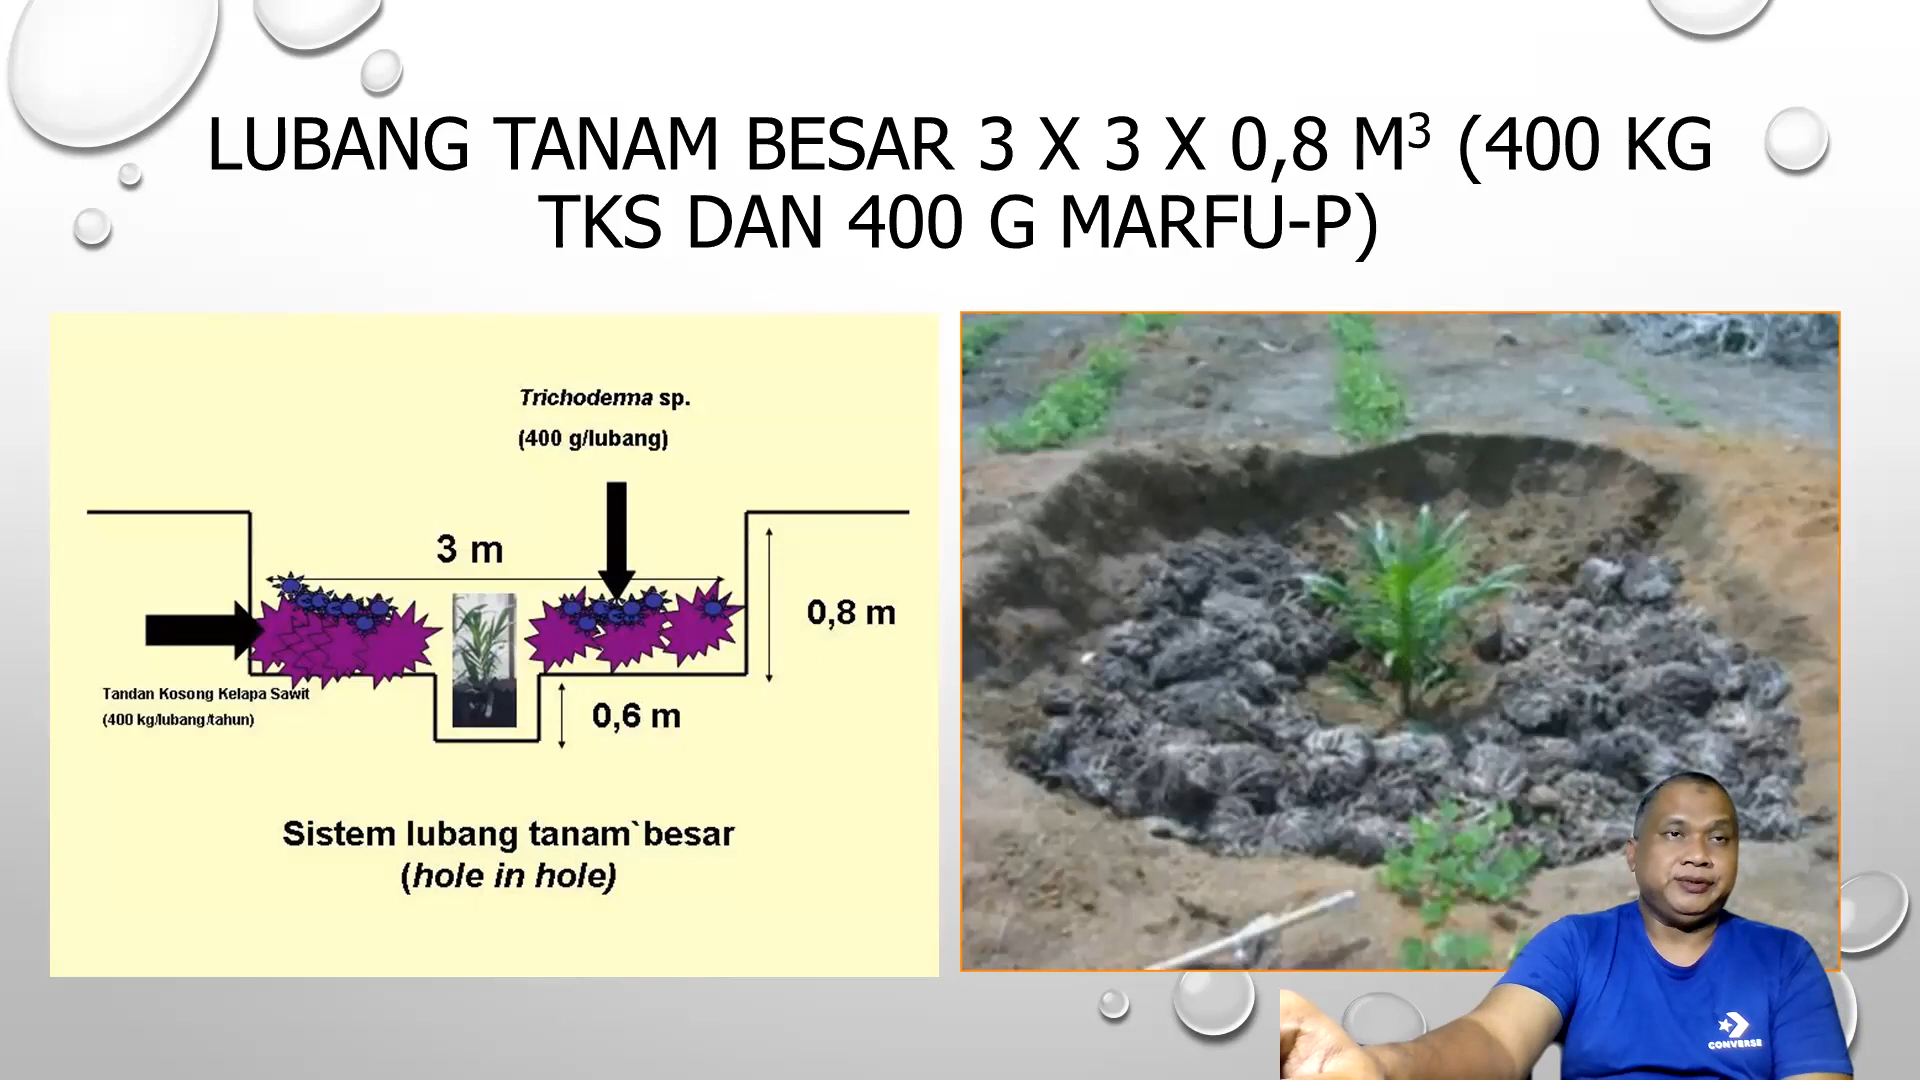 LUBANG TANAM BESAR 3 X 3 X 0,8 M³ (400 KG
TKS DAN 400 G MARFU-P)
Trichoderma sp.
(400 g/lubang)
3 m
0,8 m
Tandan Kosong Kelapa Sawit
(400 kg/lubang/tahun)
0,6 m
Sistem lubang tanam`besar
(hole in hole)
CONVERSE